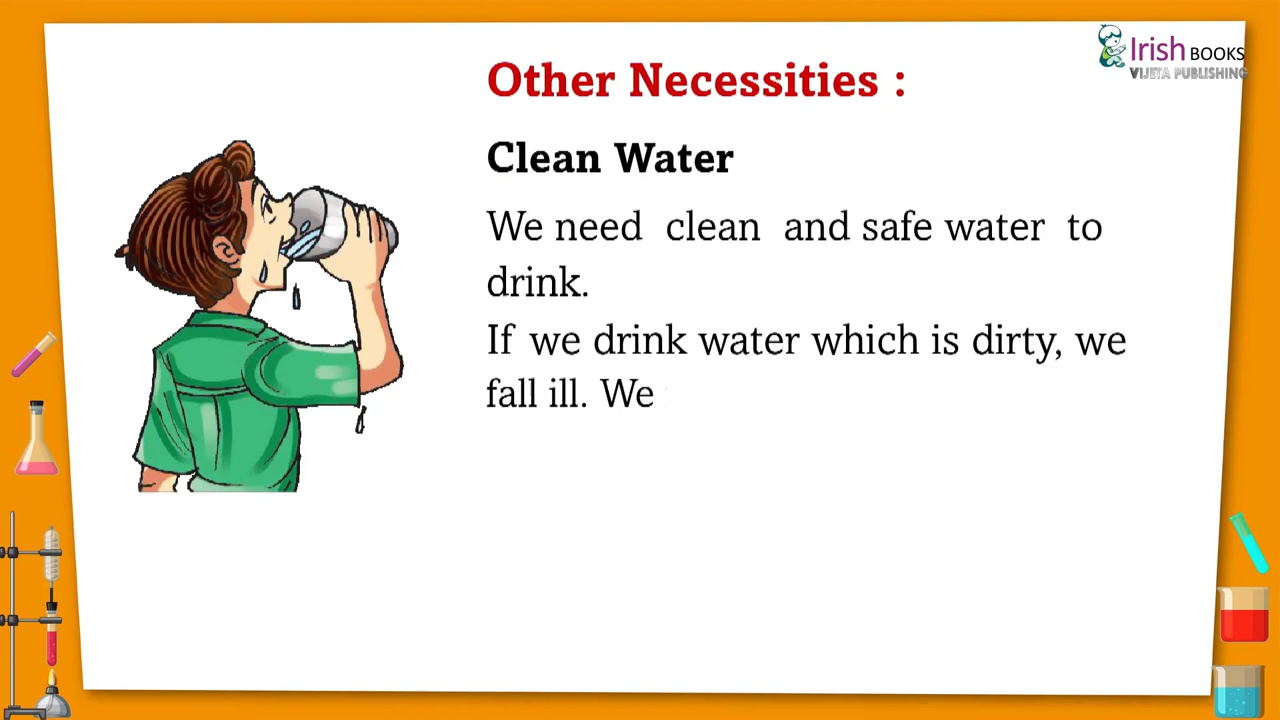 Irish BOOKS
VIJETA PUBLISHING
Other Necessities :
Clean Water
We need clean and safe water to
drink.
If we drink water which is dirty, we
fall ill. We